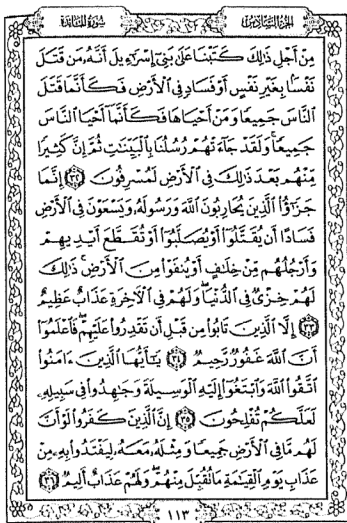 سورة المائدة
الجزء السادس
مِنْ أَجْلِ ذَٰلِكَ كَتَبْنَا عَلَىٰ بَنِىٓ إِسْرَٰٓءِيلَ أَنَّهُۥ مَن قَتَلَ
نَفْسًۢا بِغَيْرِ نَفْسٍ أَوْ فَسَادٍ فِى ٱلْأَرْضِ فَكَأَنَّمَا قَتَلَ
ٱلنَّاسَ جَمِيعًا وَمَنْ أَحْيَاهَا فَكَأَنَّمَآ أَحْيَا ٱلنَّاسَ
جَمِيعًا ۚ وَلَقَدْ جَآءَتْهُمْ رُسُلُنَا بِٱلْبَيِّنَٰتِ ثُمَّ إِنَّ كَثِيرًا
مِّنْهُم بَعْدَ ذَٰلِكَ فِى ٱلْأَرْضِ لَمُسْرِفُونَ ٣٢ إِنَّمَا
جَزَٰٓؤُا۟ ٱلَّذِينَ يُحَارِبُونَ ٱللَّهَ وَرَسُولَهُۥ وَيَسْعَوْنَ فِى ٱلْأَرْضِ
فَسَادًا أَن يُقَتَّلُوٓا۟ أَوْ يُصَلَّبُوٓا۟ أَوْ تُقَطَّعَ أَيْدِيهِمْ
وَأَرْجُلُهُم مِّنْ خِلَٰفٍ أَوْ يُنفَوْا۟ مِنَ ٱلْأَرْضِ ۚ ذَٰلِكَ
لَهُمْ خِزْىٌ فِى ٱلدُّنْيَا ۖ وَلَهُمْ فِى ٱلْـَٔاخِرَةِ عَذَابٌ عَظِيمٌ
٣٣ إِلَّا ٱلَّذِينَ تَابُوا۟ مِن قَبْلِ أَن تَقْدِرُوا۟ عَلَيْهِمْ ۖ فَٱعْلَمُوٓا۟
أَنَّ ٱللَّهَ غَفُورٌ رَّحِيمٌ ٣٤ يَٰٓأَيُّهَا ٱلَّذِينَ ءَامَنُوا۟
ٱتَّقُوا۟ ٱللَّهَ وَٱبْتَغُوٓا۟ إِلَيْهِ ٱلْوَسِيلَةَ وَجَٰهِدُوا۟ فِى سَبِيلِهِۦ
لَعَلَّكُمْ تُفْلِحُونَ ٣٥ إِنَّ ٱلَّذِينَ كَفَرُوا۟ لَوْ أَنَّ
لَهُم مَّا فِى ٱلْأَرْضِ جَمِيعًا وَمِثْلَهُۥ مَعَهُۥ لِيَفْتَدُوا۟ بِهِۦ مِنْ
عَذَابِ يَوْمِ ٱلْقِيَٰمَةِ مَا تُقُبِّلَ مِنْهُمْ ۖ وَلَهُمْ عَذَابٌ أَلِيمٌ ٣٦
١١٣